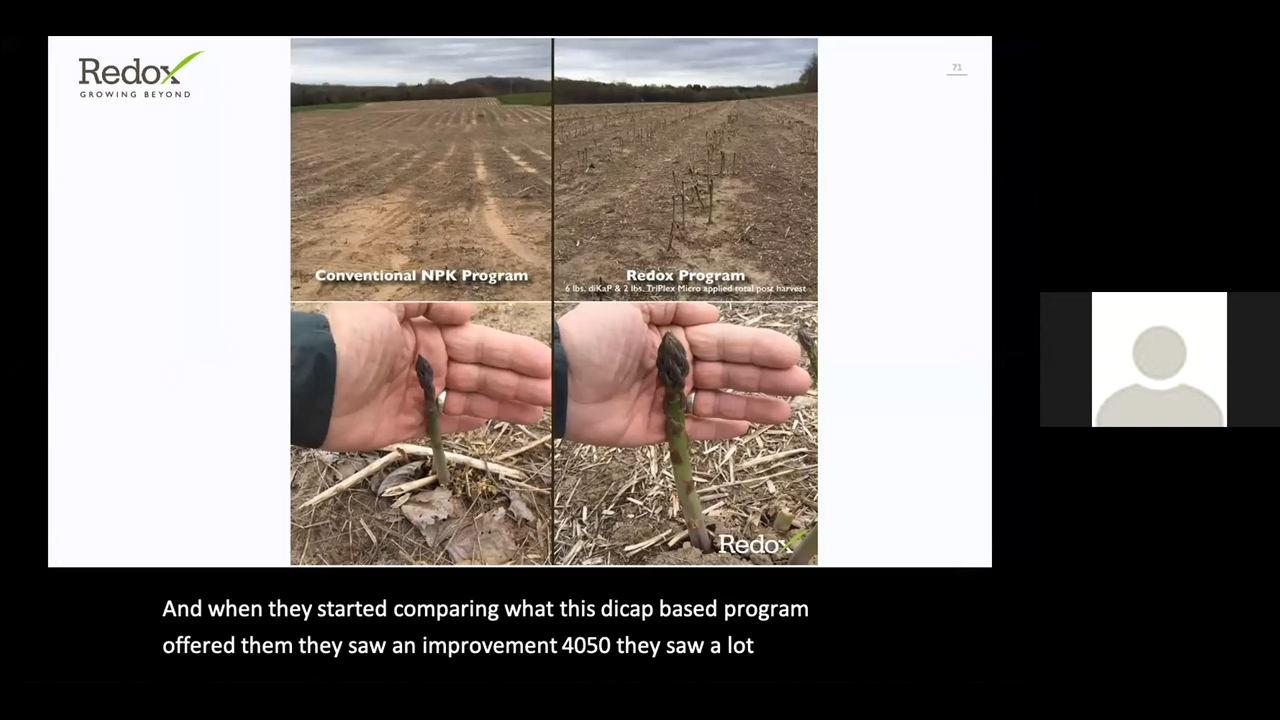 Redox
GROWING BEYOND
71
Conventional NPK Program
Redox Program
6 lbs. diKaP & 2 lbs. TriPlex Micro applied total post harvest
Redox
And when they started comparing what this dicap based program
offered them they saw an improvement 4050 they saw a lot